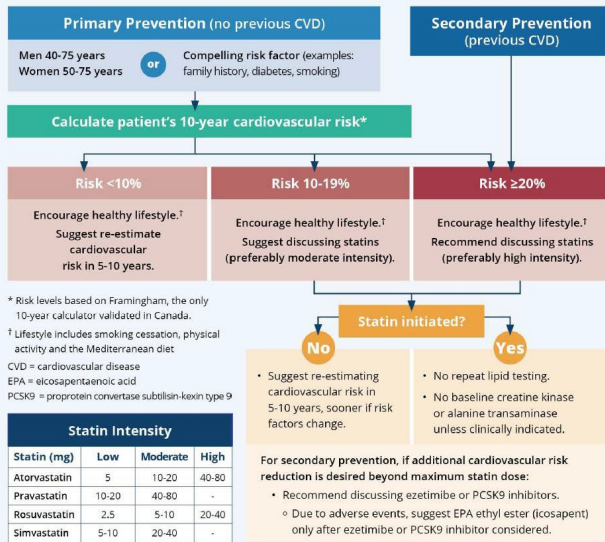 Primary Prevention (no previous CVD)
Men 40-75 years
Women 50-75 years
or
Compelling risk factor (examples:
family history, diabetes, smoking)
Secondary Prevention
(previous CVD)
Calculate patient's 10-year cardiovascular risk*
Risk <10%
Encourage healthy lifestyle.†
Suggest re-estimate
cardiovascular
risk in 5-10 years.
Risk 10-19%
Encourage healthy lifestyle.†
Suggest discussing statins
(preferably moderate intensity).
Risk ≥20%
Encourage healthy lifestyle.†
Recommend discussing statins
(preferably high intensity).
* Risk levels based on Framingham, the only
10-year calculator validated in Canada.
† Lifestyle includes smoking cessation, physical
activity and the Mediterranean diet
CVD = cardiovascular disease
EPA = eicosapentaenoic acid
PCSK9 = proprotein convertase subtilisin-kexin type 9
Statin initiated?
No
• Suggest re-estimating
cardiovascular risk in
5-10 years, sooner if risk
factors change.
Yes
• No repeat lipid testing.
• No baseline creatine kinase
or alanine transaminase
unless clinically indicated.
For secondary prevention, if additional cardiovascular risk
reduction is desired beyond maximum statin dose:
• Recommend discussing ezetimibe or PCSK9 inhibitors.
○ Due to adverse events, suggest EPA ethyl ester (icosapent)
only after ezetimibe or PCSK9 inhibitor considered.
Statin Intensity
Statin (mg) Low Moderate High
Atorvastatin 5 10-20 40-80
Pravastatin 10-20 40-80 -
Rosuvastatin 2.5 5-10 20-40
Simvastatin 5-10 20-40 -